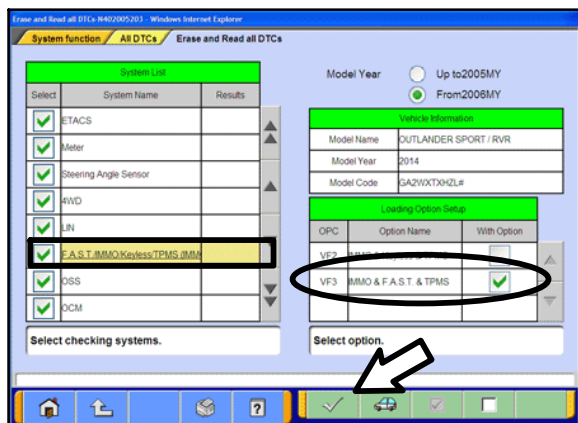 Erase and Read all DTCs-N402005203 - Windows Internet Explorer
System function
All DTCs
Erase and Read all DTCs
System List
Select
System Name
Results
ETACS
Meter
Steering Angle Sensor
4WD
LIN
F.A.S.T./IMMO/Keyless/TPMS (IMM
OSS
OCM
Select checking systems.
Model Year
Up to2005MY
From2006MY
Vehicle Information
Model Name
OUTLANDER SPORT / RVR
Model Year
2014
Model Code
GA2WXTXHZL#
Loading Option Setup
OPC
Option Name
With Option
VF2
IMMO & Keyless & TPMS
VF3
IMMO & F.A.S.T. & TPMS
Select option.
?